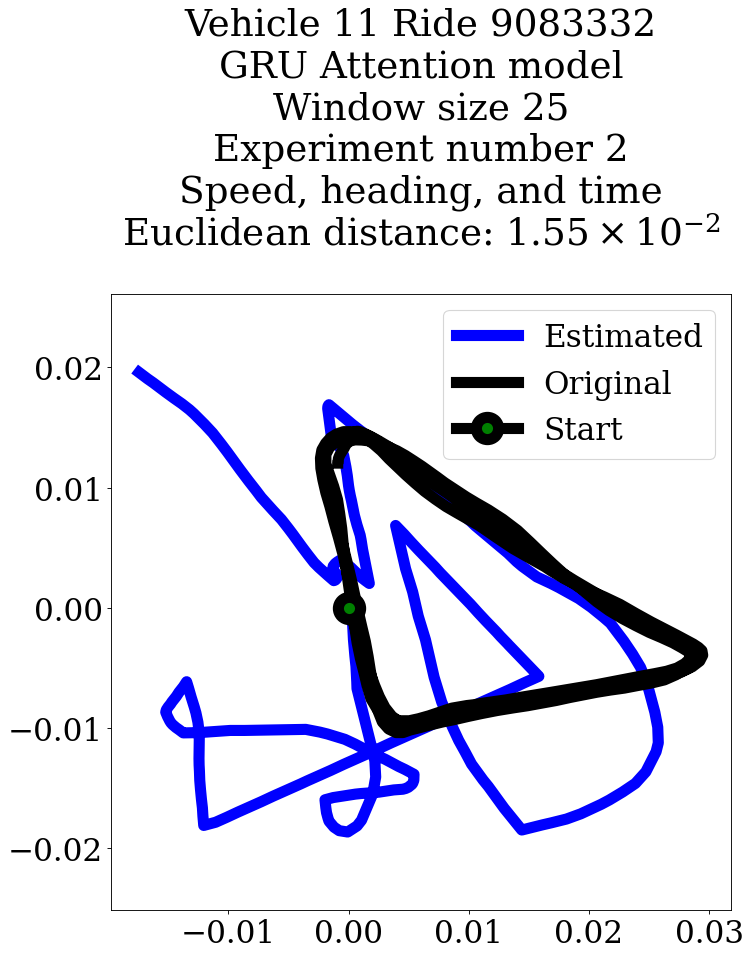 Vehicle 11 Ride 9083332
GRU Attention model
Window size 25
Experiment number 2
Speed, heading, and time
Euclidean distance: 1.55 × 10⁻²
Estimated
Original
Start
0.02
0.01
0.00
−0.01
−0.02
−0.01 0.00 0.01 0.02 0.03